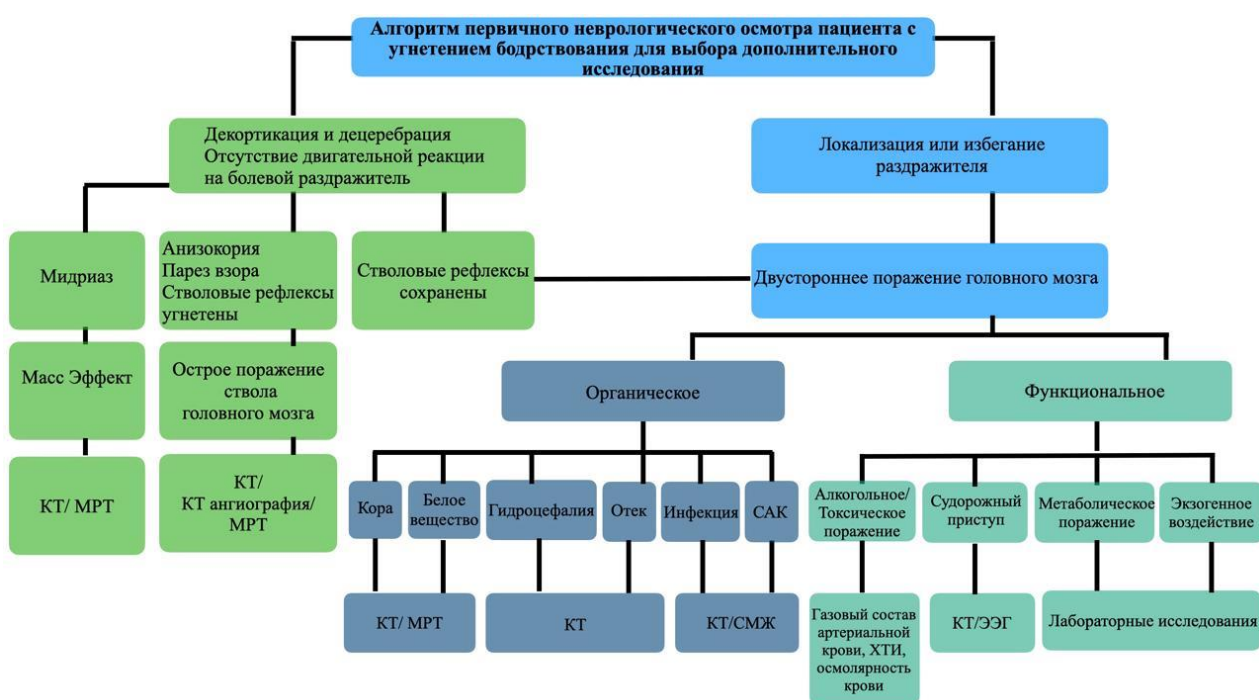 Алгоритм первичного неврологического осмотра пациента с
угнетением бодрствования для выбора дополнительного
исследования
Декортикация и децеребрация
Отсутствие двигательной реакции
на болевой раздражитель
Локализация или избегание
раздражителя
Мидриаз
Анизокория
Парез взора
Стволовые рефлексы
угнетены
Стволовые рефлексы
сохранены
Двустороннее поражение головного мозга
Масс Эффект
Острое поражение
ствола
головного мозга
Органическое
Функциональное
КТ/ МРТ
КТ/
КТ ангиография/
МРТ
Кора
Белое
вещество
Гидроцефалия
Отек
Инфекция
САК
Алкогольное/
Токсическое
поражение
Судорожный
приступ
Метаболическое
поражение
Экзогенное
воздействие
КТ/ МРТ
КТ
КТ/СМЖ
Газовый состав
артериальной
крови, ХТИ,
осмолярность
крови
КТ/ЭЭГ
Лабораторные исследования